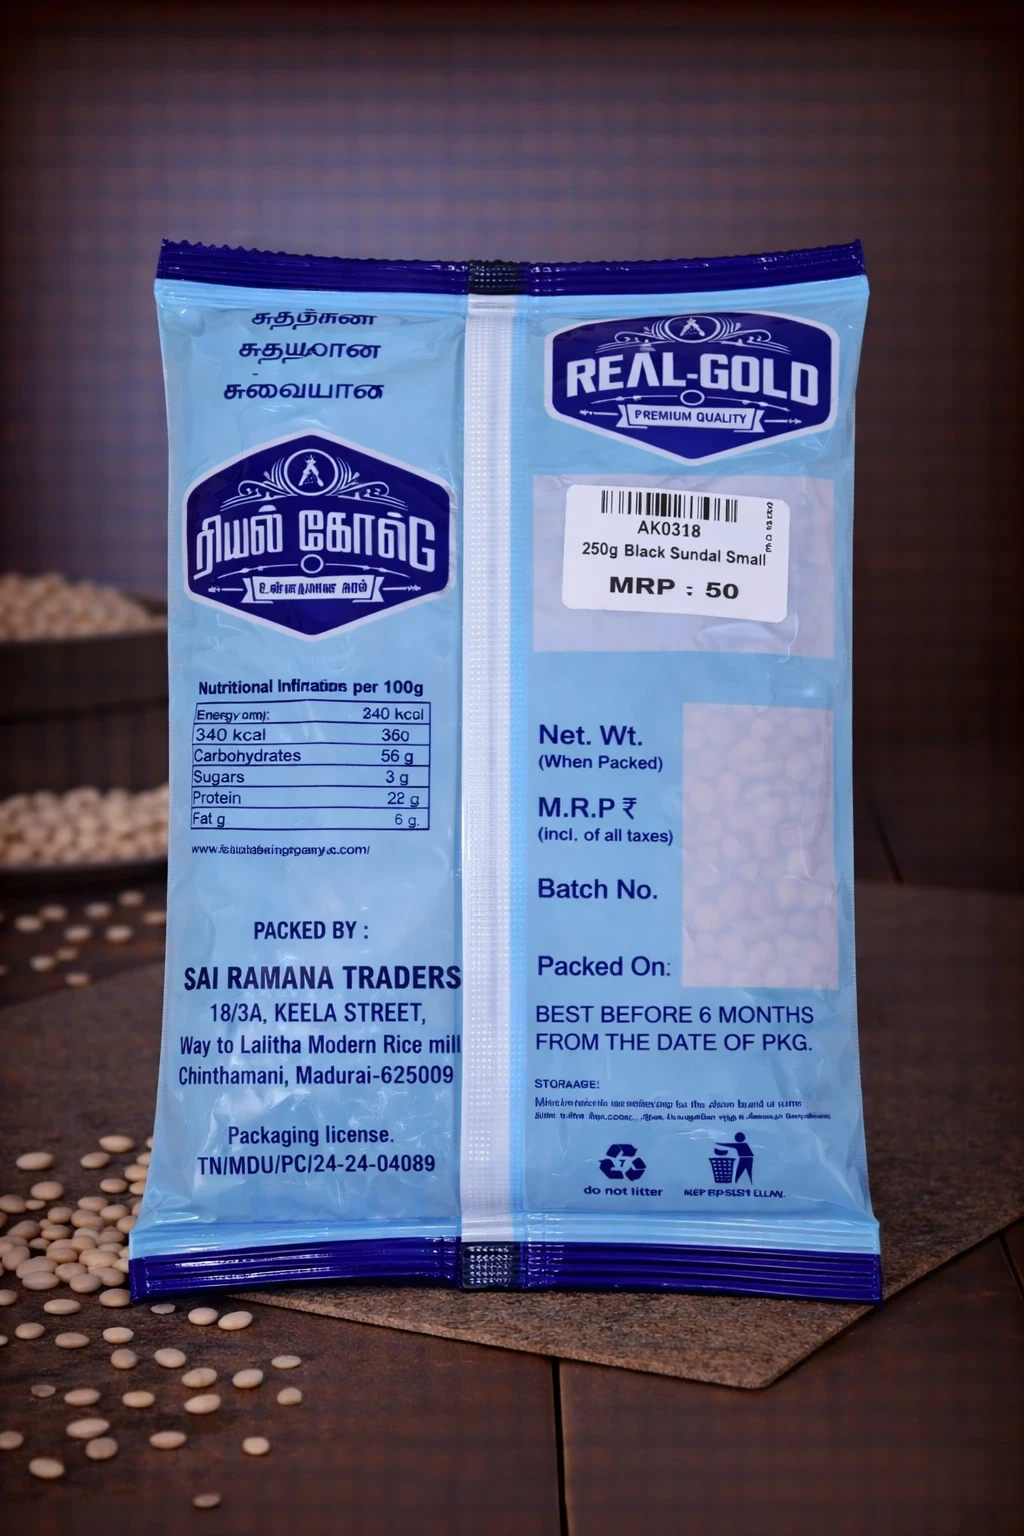 சுத்தமான
சுவையான
ரியல் கோல்ட்
Nutritional per 100g
340 kcal
340 kcal 360
Carbohydrates 56 g
Sugars 3 g
Protein 22 g
Fat g 6 g.
PACKED BY :
SAI RAMANA TRADERS
18/3A, KEELA STREET,
Way to Lalitha Modern Rice mill
Chinthamani, Madurai-625009
Packaging license.
TN/MDU/PC/24-24-04089
REAL-GOLD
PREMIUM QUALITY
AK0318
250g Black Sundal Small
MRP : 50
Net. Wt.
(When Packed)
M.R.P ₹
(incl. of all taxes)
Batch No.
Packed On:
BEST BEFORE 6 MONTHS
FROM THE DATE OF PKG.
STORAAGE:
do not litter